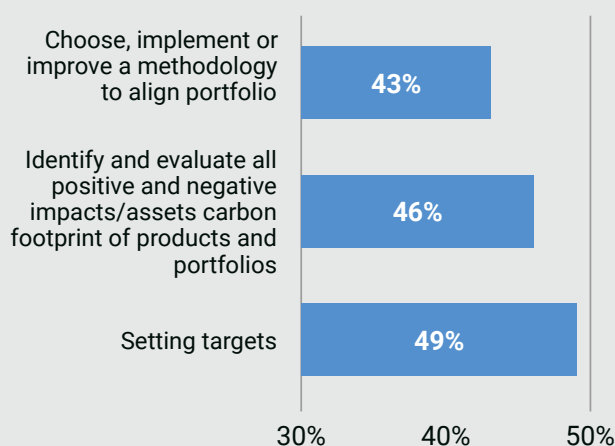 Choose, implement or
improve a methodology
to align portfolio
43%
Identify and evaluate all
positive and negative
impacts/assets carbon
footprint of products and
portfolios
46%
Setting targets
49%
30%
40%
50%